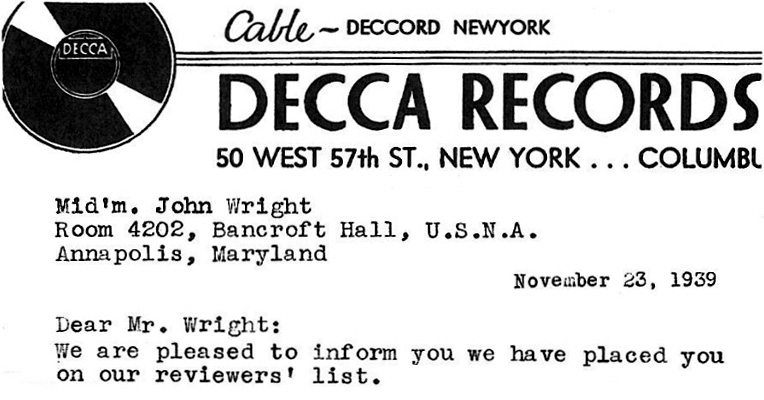 Cable ~ DECCORD NEWYORK
DECCA
DECCA RECORDS
50 WEST 57th ST., NEW YORK ... COLUMBU
Mid'm. John Wright
Room 4202, Bancroft Hall, U.S.N.A.
Annapolis, Maryland
November 23, 1939
Dear Mr. Wright:
We are pleased to inform you we have placed you
on our reviewers' list.